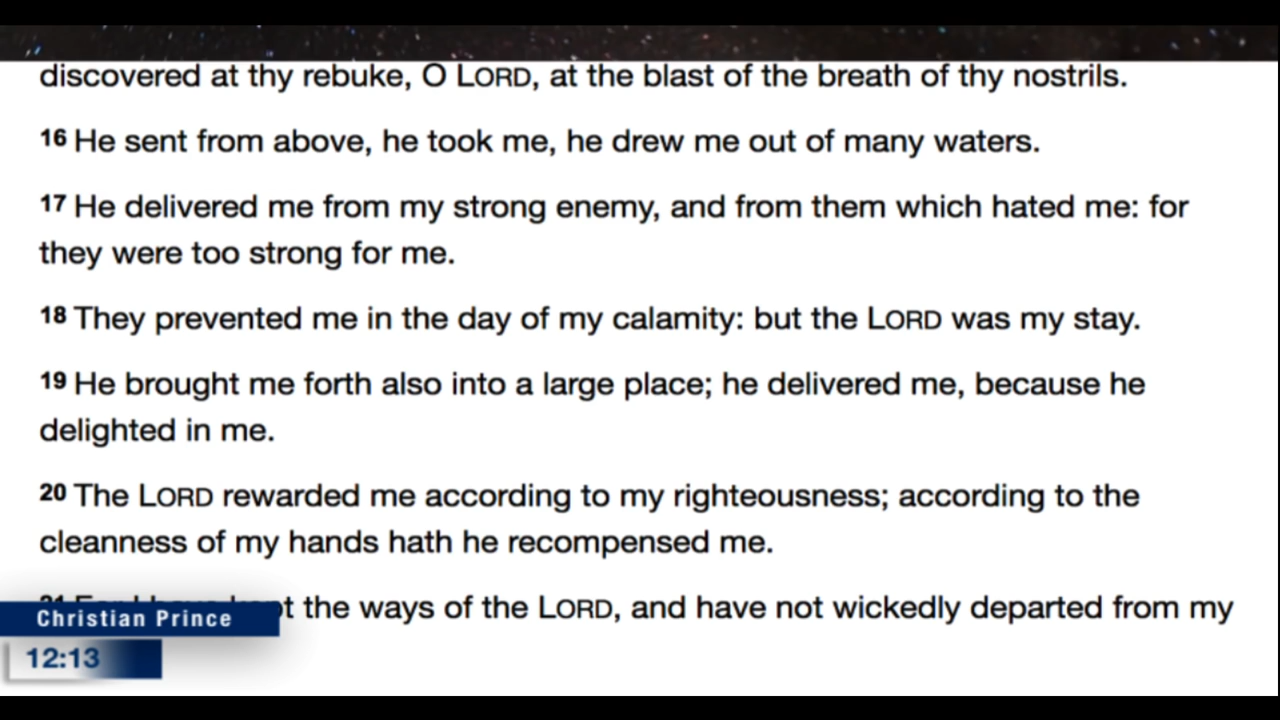 discovered at thy rebuke, O LORD, at the blast of the breath of thy nostrils.
16 He sent from above, he took me, he drew me out of many waters.
17 He delivered me from my strong enemy, and from them which hated me: for
they were too strong for me.
18 They prevented me in the day of my calamity: but the LORD was my stay.
19 He brought me forth also into a large place; he delivered me, because he
delighted in me.
20 The LORD rewarded me according to my righteousness; according to the
cleanness of my hands hath he recompensed me.
the ways of the LORD, and have not wickedly departed from my
Christian Prince
12:13